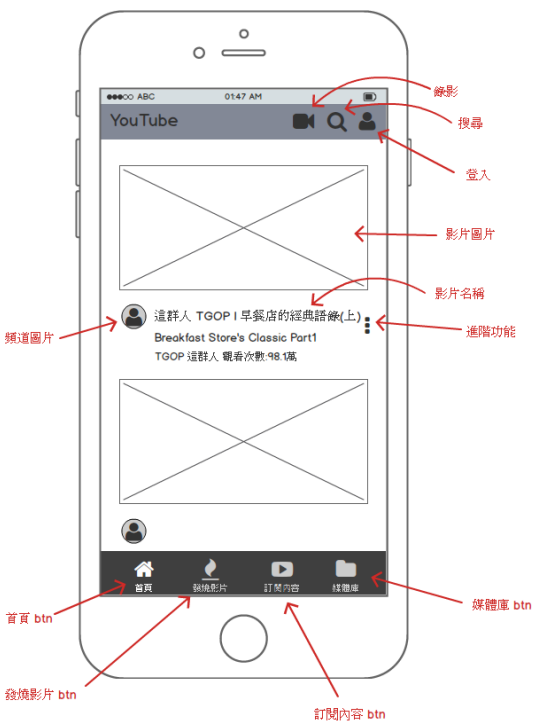 ABC 01:47 AM
錄影
YouTube
搜尋
登入
影片圖片
影片名稱
這群人 TGOP I 早餐店的經典語錄(上)
進階功能
頻道圖片
Breakfast Store's Classic Part1
TGOP 這群人 觀看次數:98.1萬
首頁 發燒影片 訂閱內容 媒體庫
媒體庫 btn
首頁 btn
發燒影片 btn
訂閱內容 btn